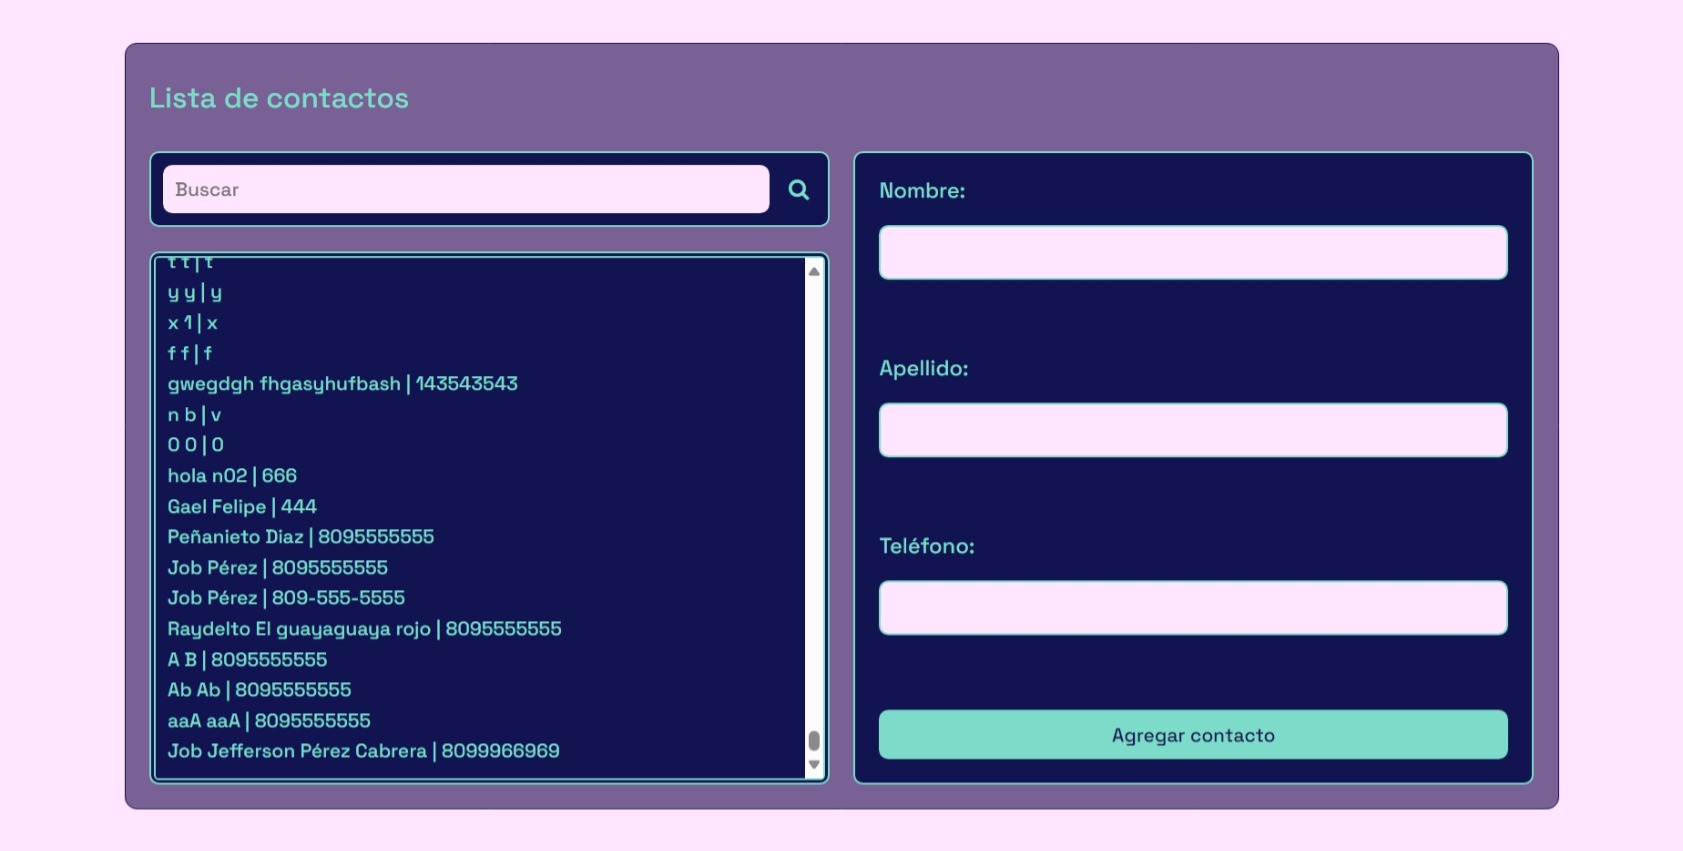 Lista de contactos
Buscar
t t | t
y y | y
x 1 | x
f f | f
gwegdgh fhgasyhufbash | 143543543
n b | v
0 0 | 0
hola n02 | 666
Gael Felipe | 444
Peñanieto Diaz | 8095555555
Job Pérez | 8095555555
Job Pérez | 809-555-5555
Raydelto El guayaguaya rojo | 8095555555
A B | 8095555555
Ab Ab | 8095555555
aaA aaA | 8095555555
Job Jefferson Pérez Cabrera | 8099966969
Nombre:
Apellido:
Teléfono:
Agregar contacto